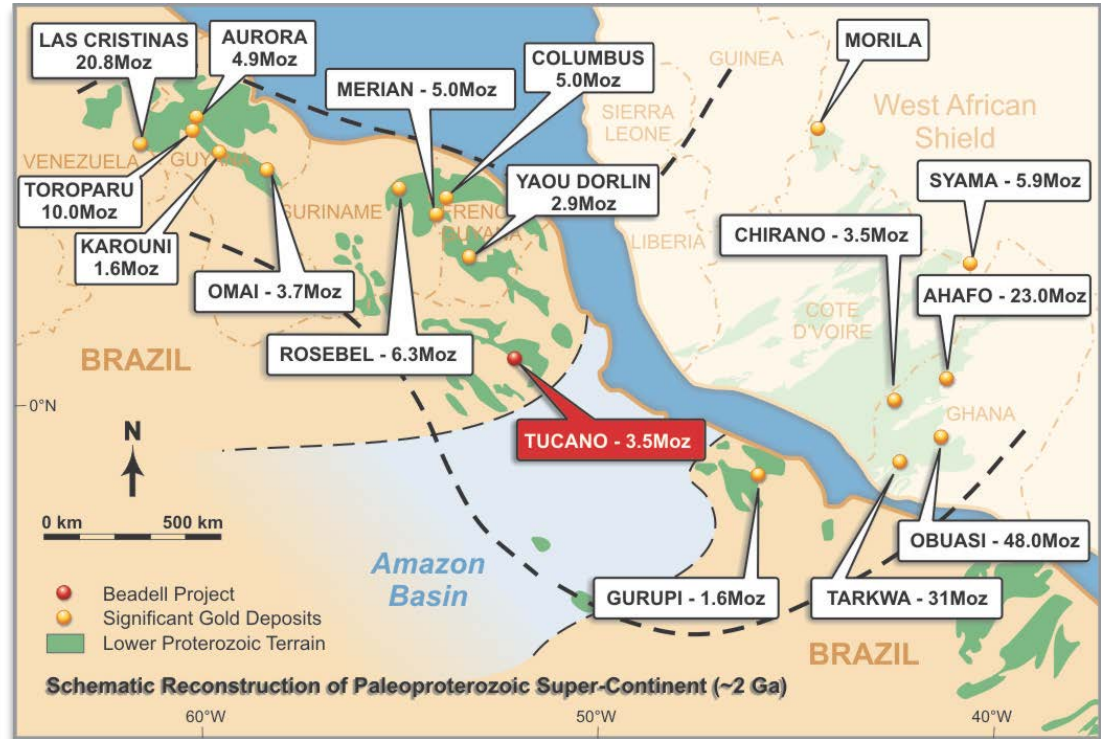 LAS CRISTINAS
20.8Moz
AURORA
4.9Moz
MERIAN - 5.0Moz
COLUMBUS
5.0Moz
GUINEA
MORILA
SIERRA
LEONE
West African
Shield
VENEZUELA
GUYANA
TOROPARU
10.0Moz
YAOU DORLIN
2.9Moz
SYAMA - 5.9Moz
SURINAME
FRENCH
GUYANA
KAROUNI
1.6Moz
LIBERIA
CHIRANO - 3.5Moz
OMAI - 3.7Moz
COTE
D'VOIRE
AHAFO - 23.0Moz
BRAZIL
ROSEBEL - 6.3Moz
0°N
GHANA
N
TUCANO - 3.5Moz
0 km
500 km
OBUASI - 48.0Moz
Amazon
Basin
Beadell Project
Significant Gold Deposits
Lower Proterozoic Terrain
GURUPI - 1.6Moz
TARKWA - 31Moz
BRAZIL
Schematic Reconstruction of Paleoproterozoic Super-Continent (~2 Ga)
60°W
50°W
40°W